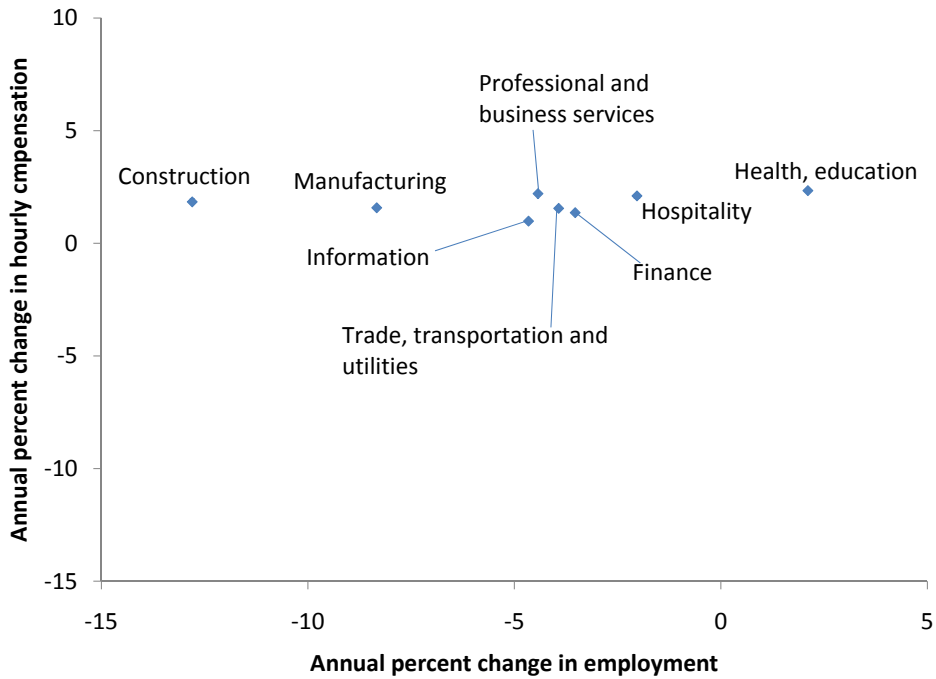 10
5
0
-5
-10
-15
-15
-10
-5
0
5
Annual percent change in hourly cmpensation
Annual percent change in employment
Professional and
business services
Construction
Manufacturing
Health, education
Hospitality
Information
Finance
Trade, transportation and
utilities